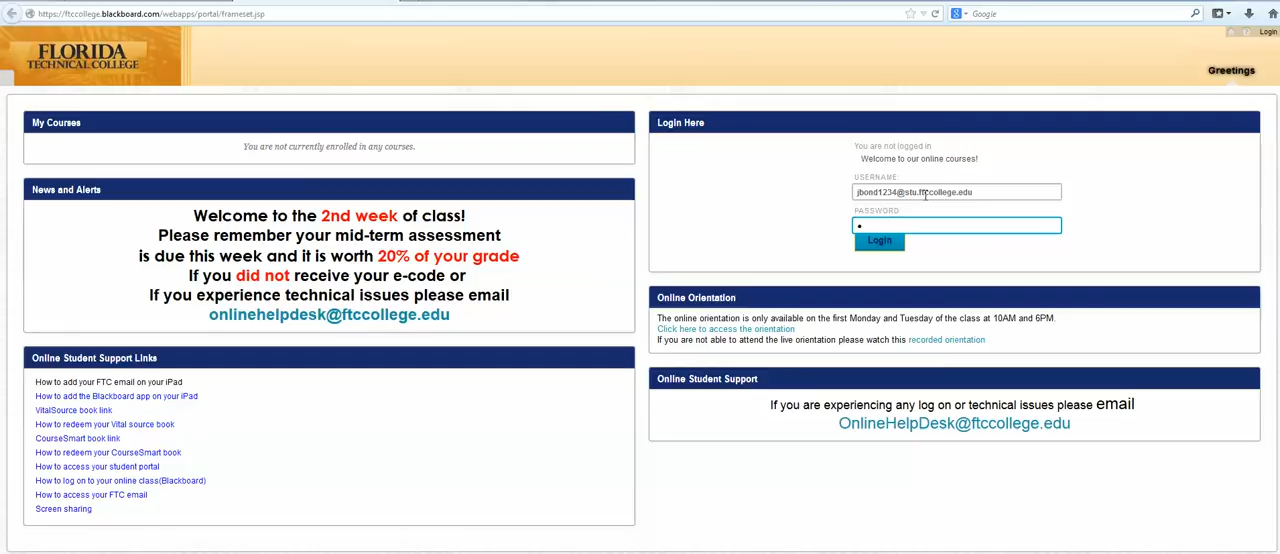 https://ftccollege.blackboard.com/webapps/portal/frameset.jsp
Google
Login
FLORIDA
TECHNICAL COLLEGE
Greetings
My Courses
You are not currently enrolled in any courses.
News and Alerts
Welcome to the 2nd week of class!
Please remember your mid-term assessment
is due this week and it is worth 20% of your grade
If you did not receive your e-code or
If you experience technical issues please email
onlinehelpdesk@ftccollege.edu
Online Student Support Links
How to add your FTC email on your iPad
How to add the Blackboard app on your iPad
VitalSource book link
How to redeem your Vital source book
CourseSmart book link
How to redeem your CourseSmart book
How to access your student portal
How to log on to your online class(Blackboard)
How to access your FTC email
Screen sharing
Login Here
You are not logged in
Welcome to our online courses!
USERNAME:
jbond1234@stu.ftccollege.edu
PASSWORD
Login
Online Orientation
The online orientation is only available on the first Monday and Tuesday of the class at 10AM and 6PM.
Click here to access the orientation
If you are not able to attend the live orientation please watch this recorded orientation
Online Student Support
If you are experiencing any log on or technical issues please email
OnlineHelpDesk@ftccollege.edu